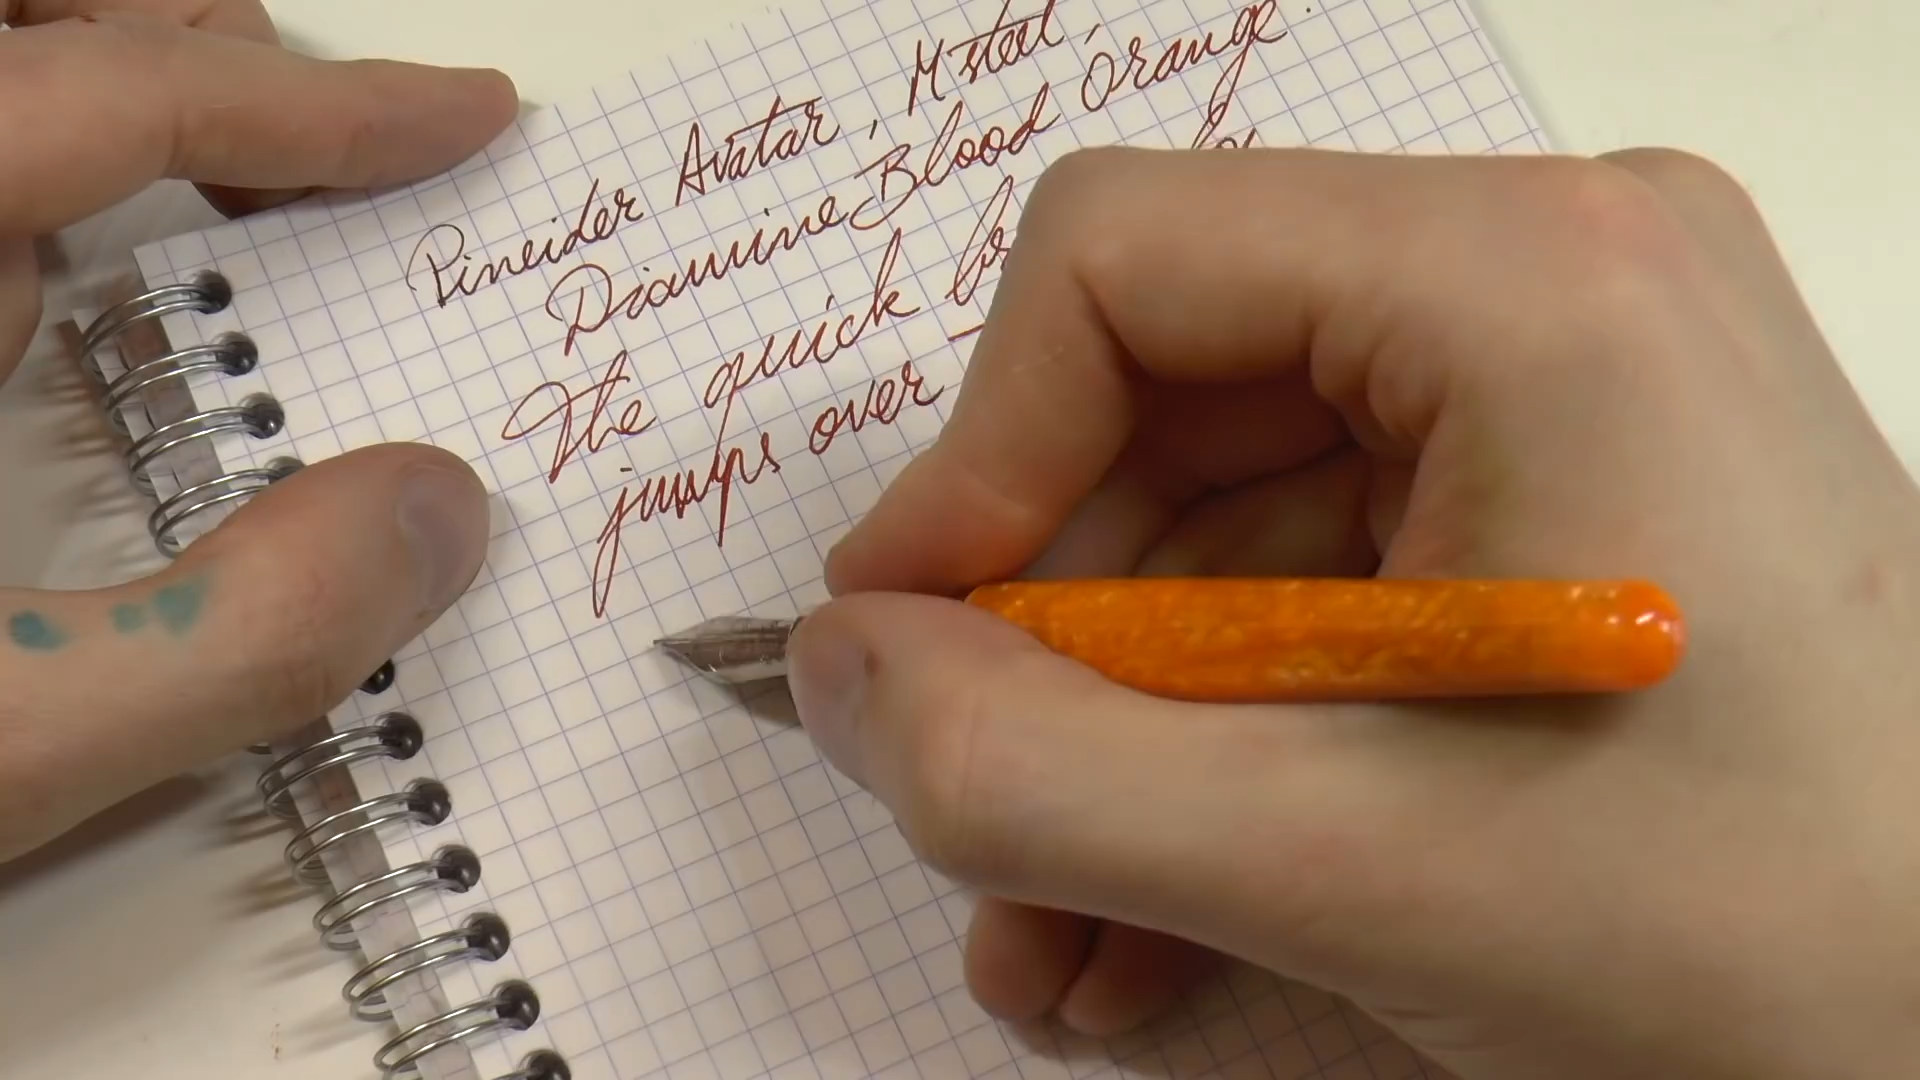 Pineider Avatar, M steel,
Diamine Blood Orange.
The quick
jumps over